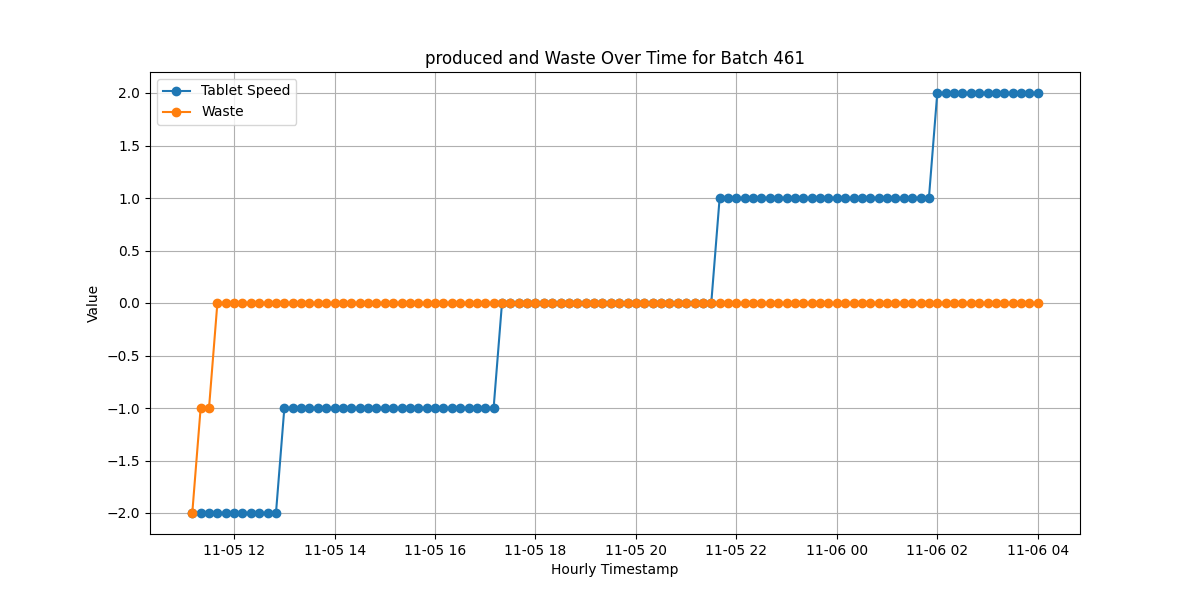 produced and Waste Over Time for Batch 461
Tablet Speed
Waste
2.0
1.5
1.0
0.5
0.0
−0.5
−1.0
−1.5
−2.0
Value
11-05 12 11-05 14 11-05 16 11-05 18 11-05 20 11-05 22 11-06 00 11-06 02 11-06 04
Hourly Timestamp